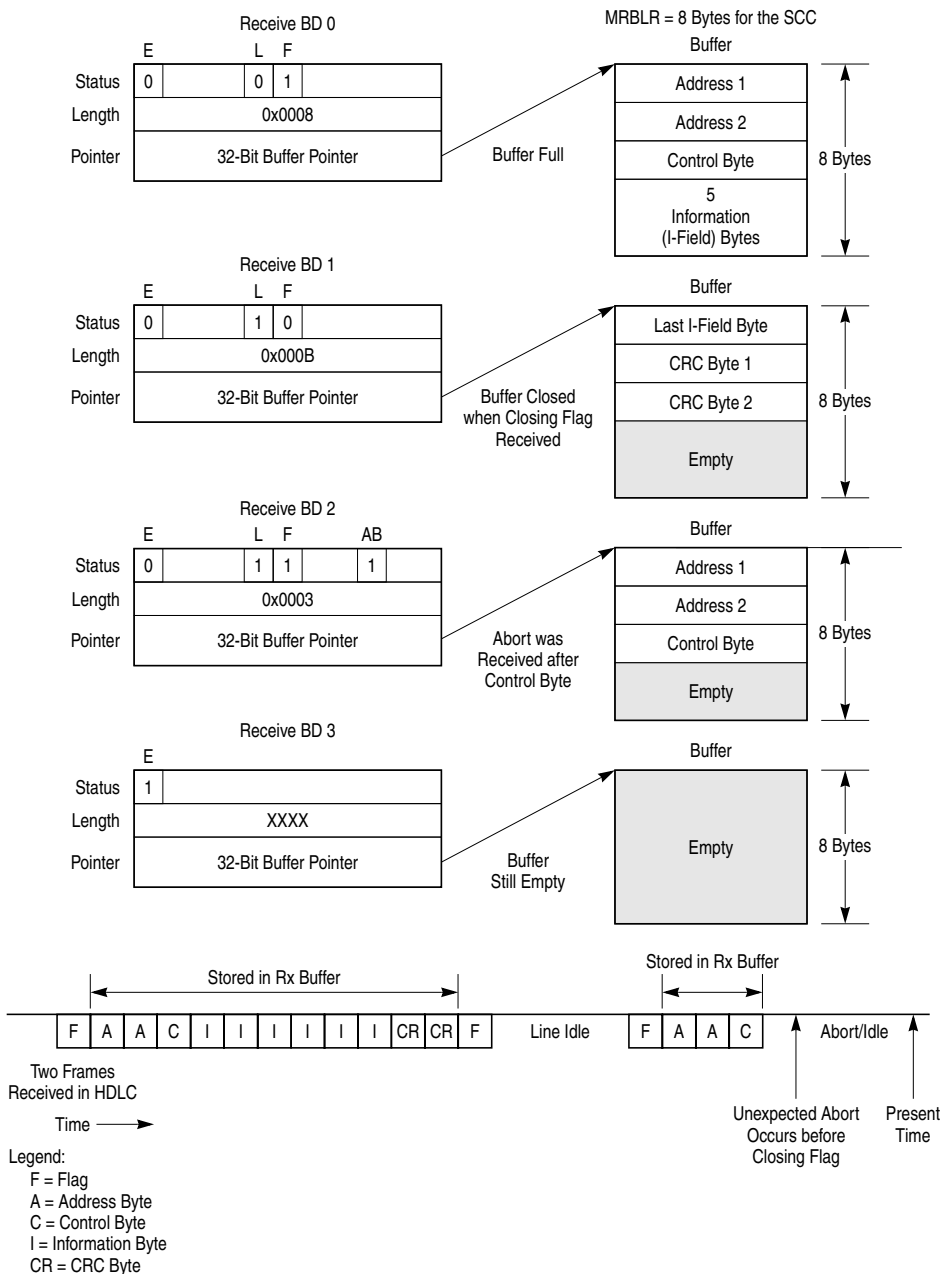 MRBLR = 8 Bytes for the SCC
Receive BD 0
E L F
Status 0 0 1
Length 0x0008
Pointer 32-Bit Buffer Pointer
Buffer Full
Buffer
Address 1
Address 2
Control Byte
5
Information
(I-Field) Bytes
8 Bytes
Receive BD 1
E L F
Status 0 1 0
Length 0x000B
Pointer 32-Bit Buffer Pointer
Buffer Closed
when Closing Flag
Received
Buffer
Last I-Field Byte
CRC Byte 1
CRC Byte 2
Empty
8 Bytes
Receive BD 2
E L F AB
Status 0 1 1 1
Length 0x0003
Pointer 32-Bit Buffer Pointer
Abort was
Received after
Control Byte
Buffer
Address 1
Address 2
Control Byte
Empty
8 Bytes
Receive BD 3
E
Status 1
Length XXXX
Pointer 32-Bit Buffer Pointer
Buffer
Still Empty
Buffer
Empty
8 Bytes
Stored in Rx Buffer
Stored in Rx Buffer
F A A C I I I I I I CR CR F Line Idle F A A C Abort/Idle
Two Frames
Received in HDLC
Time
Unexpected Abort
Occurs before
Closing Flag
Present
Time
Legend:
F = Flag
A = Address Byte
C = Control Byte
I = Information Byte
CR = CRC Byte